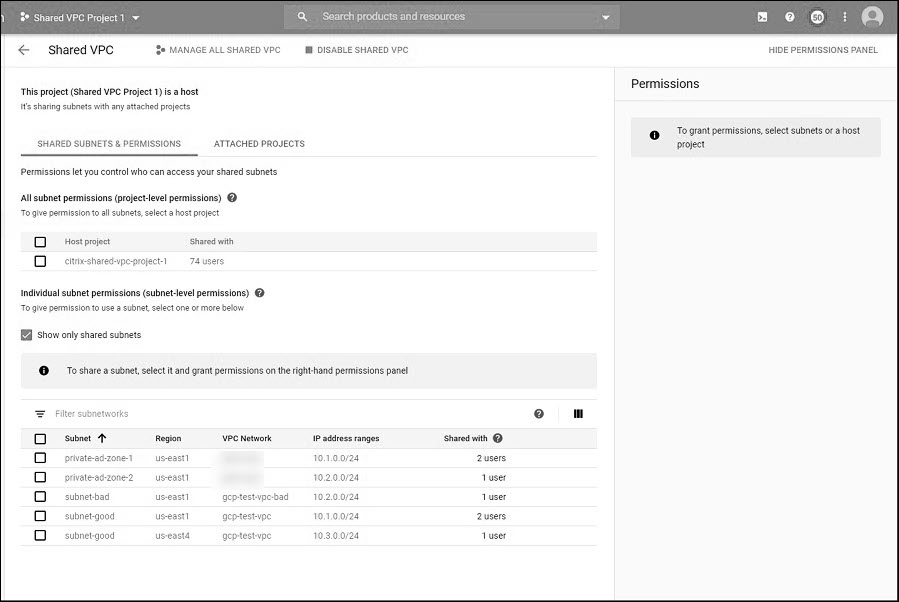 Shared VPC Project 1
Search products and resources
50
Shared VPC
MANAGE ALL SHARED VPC
DISABLE SHARED VPC
HIDE PERMISSIONS PANEL
This project (Shared VPC Project 1) is a host
It's sharing subnets with any attached projects
SHARED SUBNETS & PERMISSIONS
ATTACHED PROJECTS
Permissions let you control who can access your shared subnets
All subnet permissions (project-level permissions)
To give permission to all subnets, select a host project
Host project Shared with
citrix-shared-vpc-project-1 74 users
Individual subnet permissions (subnet-level permissions)
To give permission to use a subnet, select one or more below
Show only shared subnets
To share a subnet, select it and grant permissions on the right-hand permissions panel
Filter subnetworks
Subnet Region VPC Network IP address ranges Shared with
private-ad-zone-1 us-east1 10.1.0.0/24 2 users
private-ad-zone-2 us-east1 10.2.0.0/24 1 user
subnet-bad us-east1 gcp-test-vpc-bad 10.2.0.0/24 1 user
subnet-good us-east1 gcp-test-vpc 10.1.0.0/24 2 users
subnet-good us-east4 gcp-test-vpc 10.3.0.0/24 1 user
Permissions
To grant permissions, select subnets or a host
project